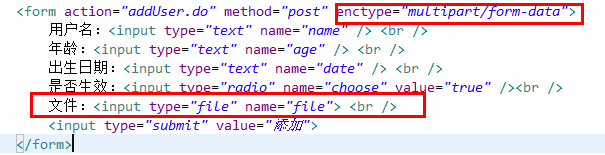 <form action="addUser.do" method="post" enctype="multipart/form-data">
用户名：<input type="text" name="name" /> <br />
年龄：<input type="text" name="age" /> <br />
出生日期：<input type="text" name="date" /> <br />
是否生效：<input type="radio" name="choose" value="true" /><br />
文件：<input type="file" name="file"> <br />
<input type="submit" value="添加">
</form>